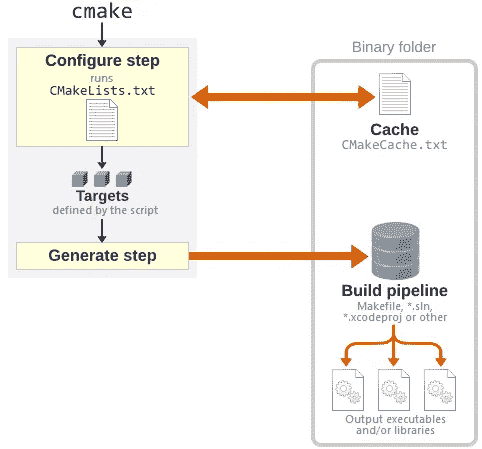 cmake
Configure step
runs
CMakeLists.txt
Targets
defined by the script
Generate step
Binary folder
Cache
CMakeCache.txt
Build pipeline
Makefile, *.sln,
*.xcodeproj or other
Output executables
and/or libraries